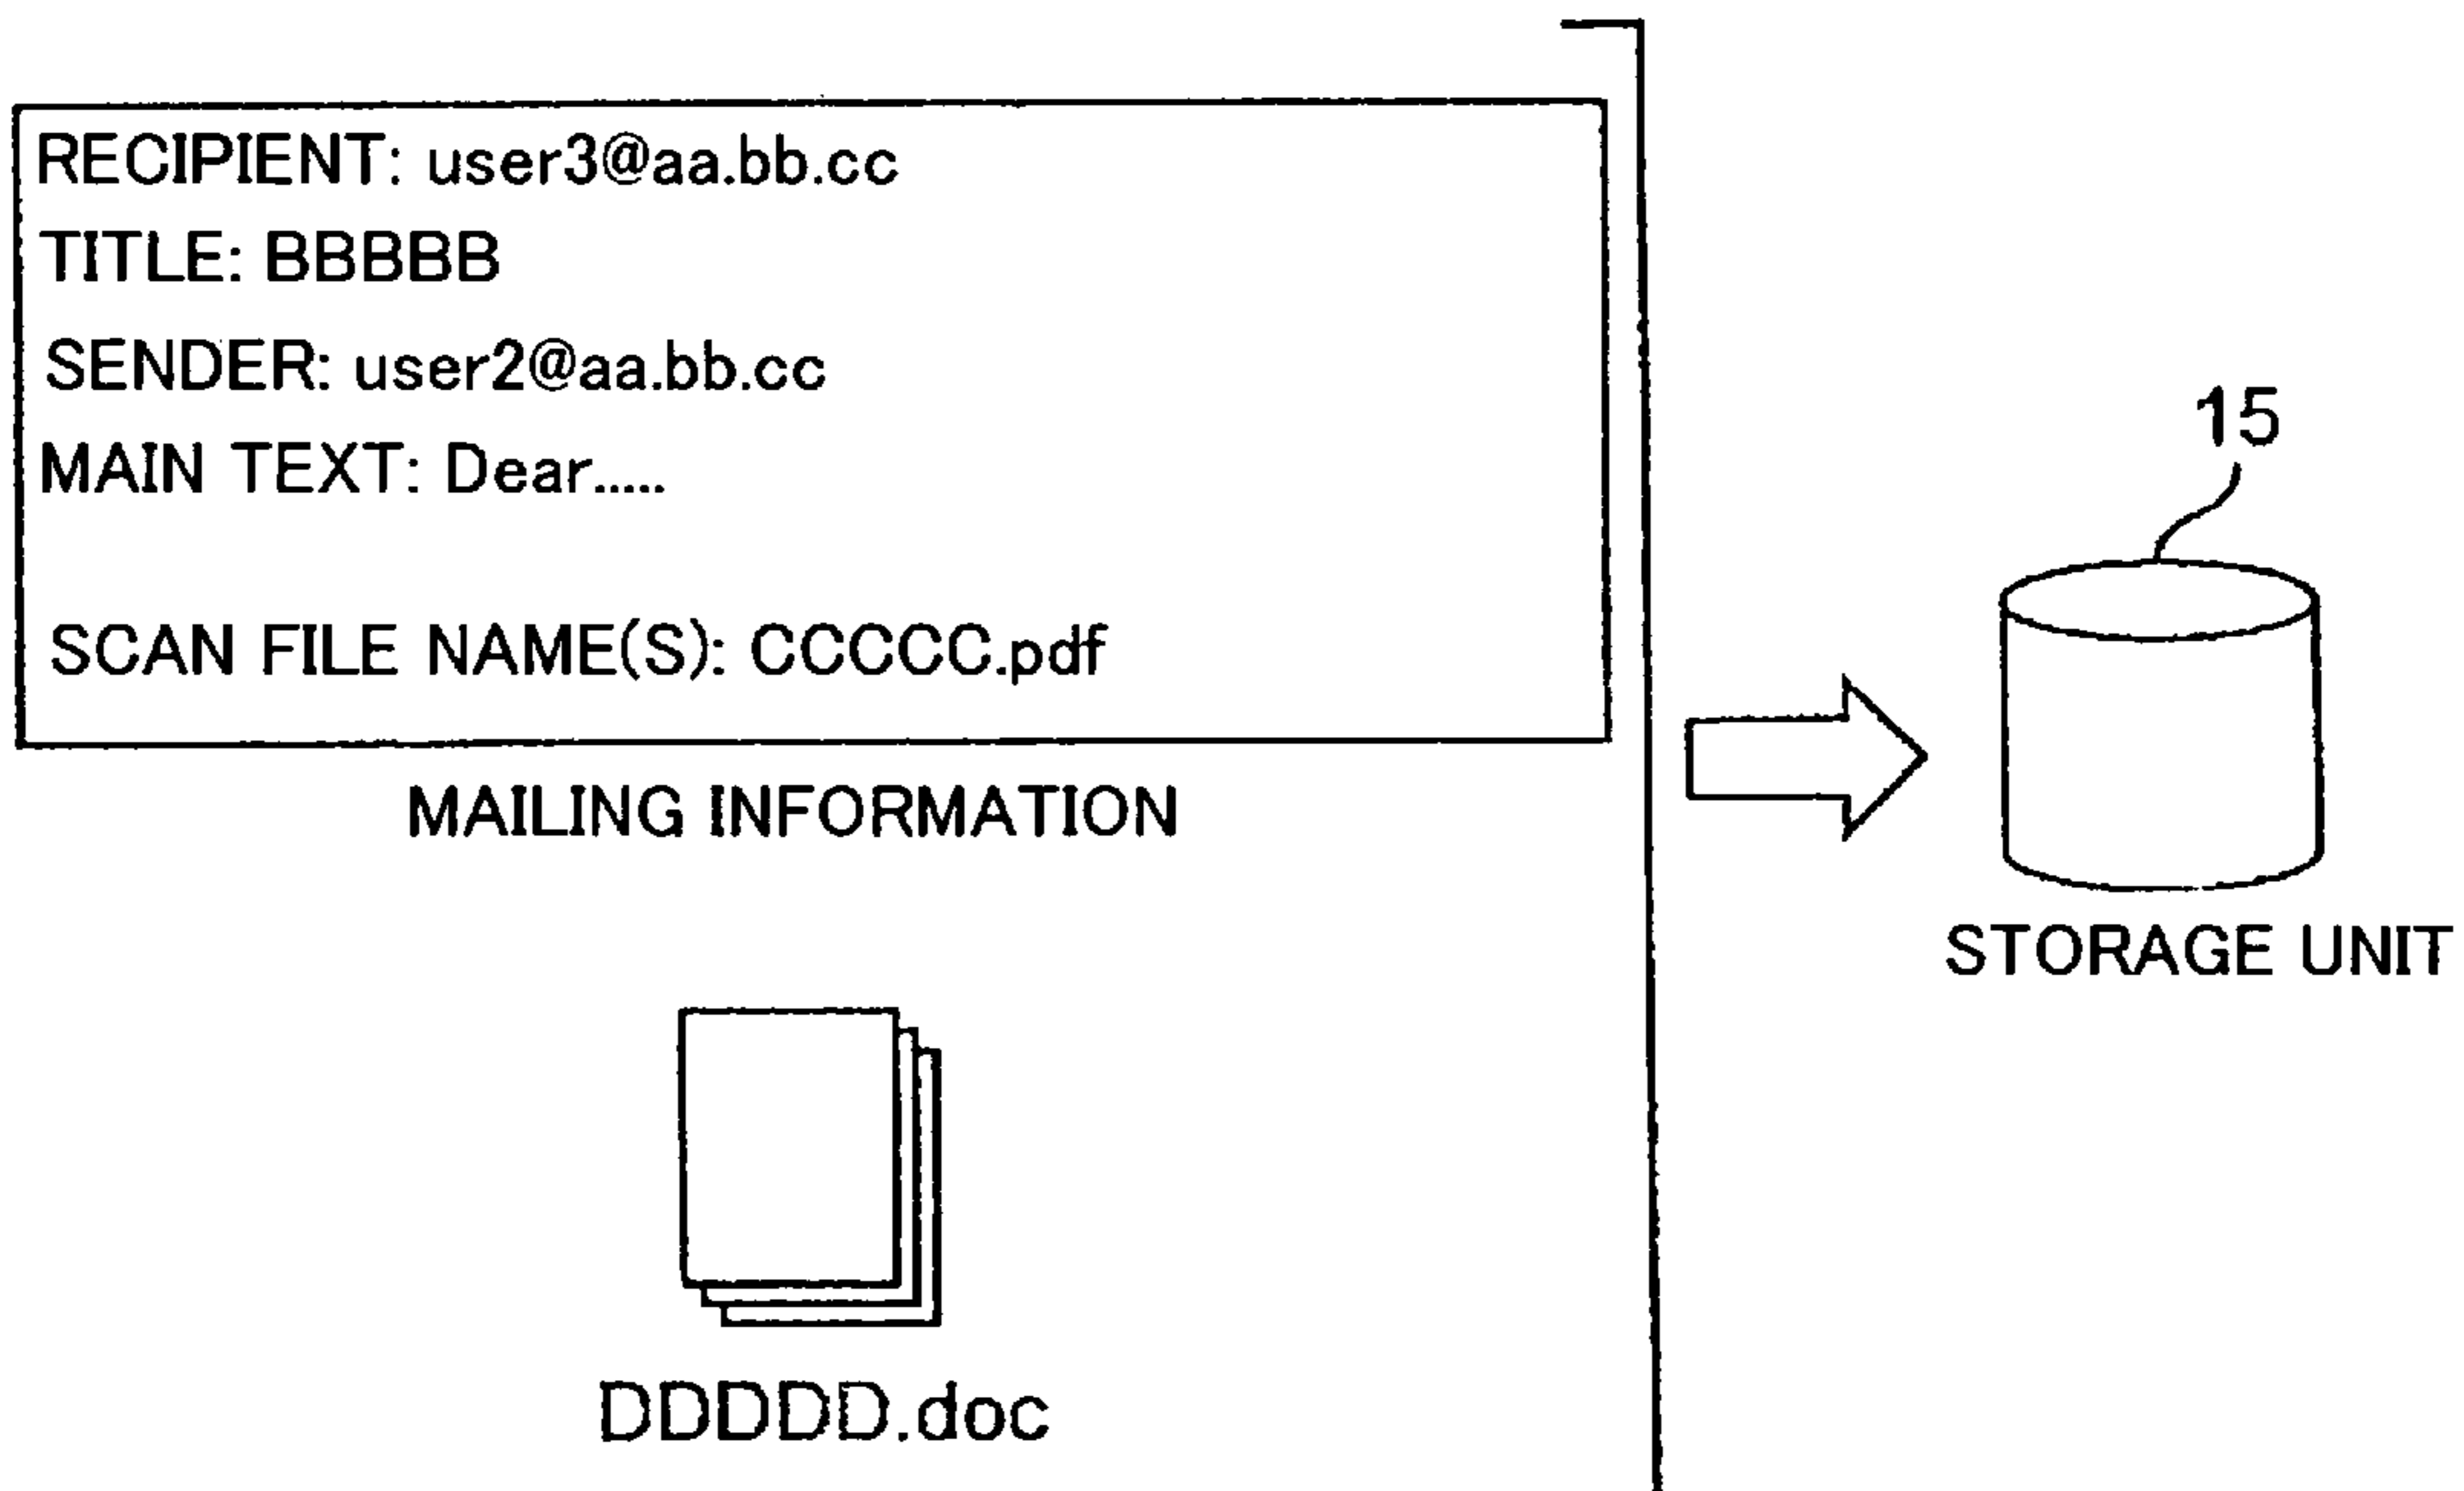 RECIPIENT: user3@aa.bb.cc
TITLE: BBBBB
SENDER: user2@aa.bb.cc
MAIN TEXT: Dear.....
SCAN FILE NAME(S): CCCCC.pdf
MAILING INFORMATION
DDDDD.doc
15
STORAGE UNIT